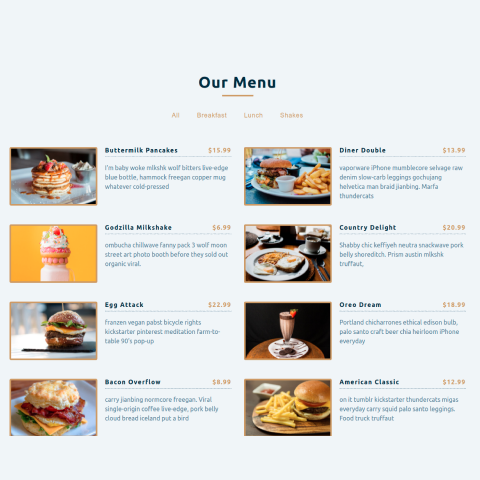 Our Menu
All Breakfast Lunch Shakes
Buttermilk Pancakes $15.99
I'm baby woke mlkshk wolf bitters live-edge
blue bottle, hammock freegan copper mug
whatever cold-pressed
Diner Double $13.99
vaporware iPhone mumblecore selvage raw
denim slow-carb leggings gochujang
helvetica man braid jianbing. Marfa
thundercats
Godzilla Milkshake $6.99
ombucha chillwave fanny pack 3 wolf moon
street art photo booth before they sold out
organic viral.
Country Delight $20.99
Shabby chic keffiyeh neutra snackwave pork
belly shoreditch. Prism austin mlkshk
truffaut,
Egg Attack $22.99
franzen vegan pabst bicycle rights
kickstarter pinterest meditation farm-to-
table 90's pop-up
Oreo Dream $18.99
Portland chicharrones ethical edison bulb,
palo santo craft beer chia heirloom iPhone
everyday
Bacon Overflow $8.99
carry jianbing normcore freegan. Viral
single-origin coffee live-edge, pork belly
cloud bread iceland put a bird
American Classic $12.99
on it tumblr kickstarter thundercats migas
everyday carry squid palo santo leggings.
Food truck truffaut